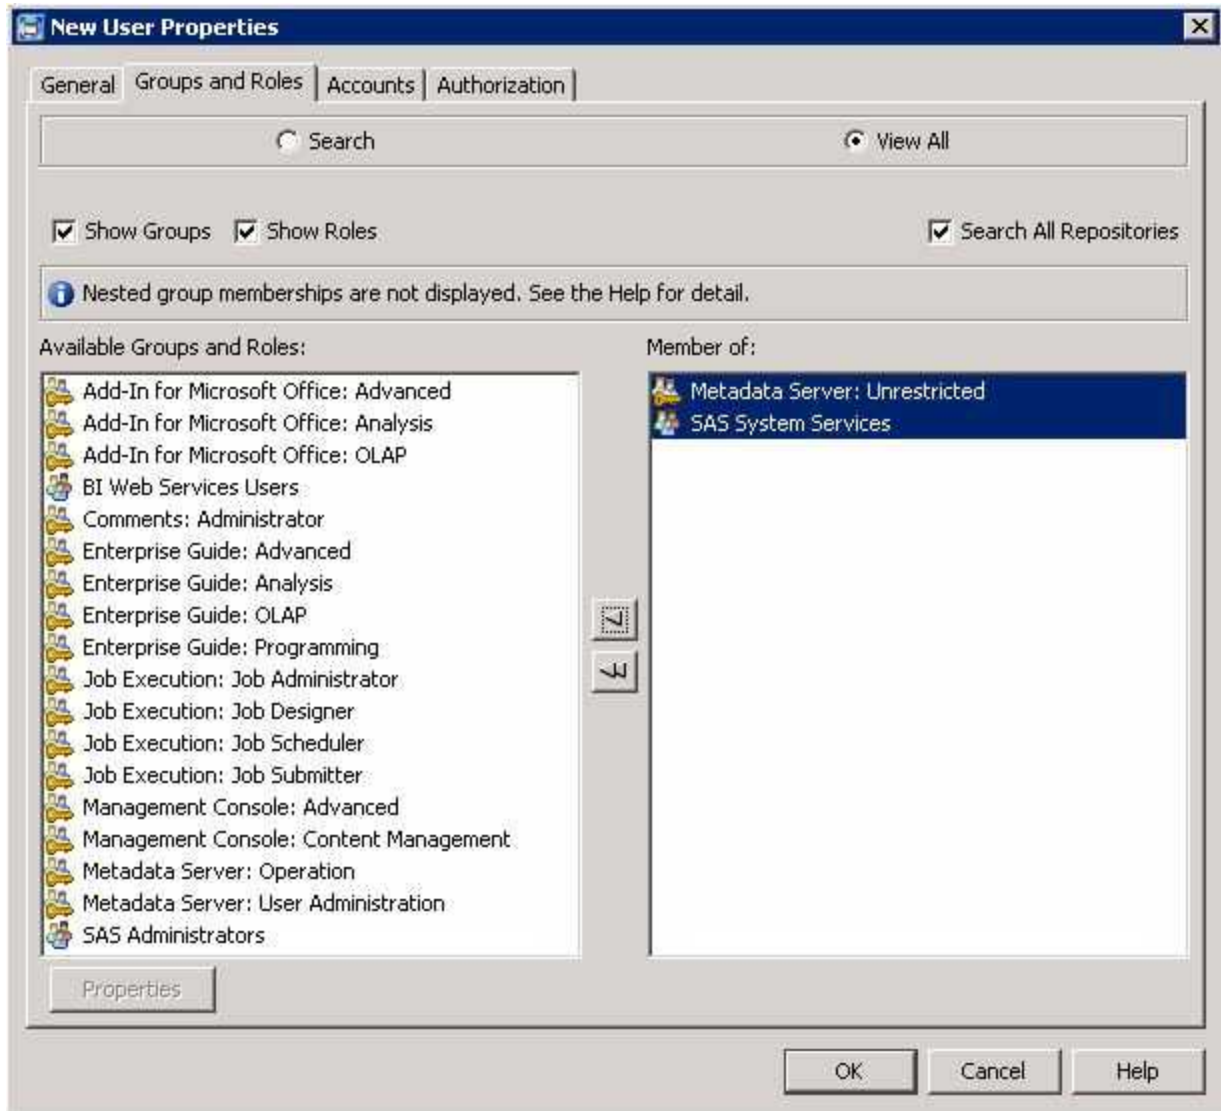 New User Properties
General Groups and Roles Accounts Authorization
Search View All
Show Groups Show Roles Search All Repositories
Nested group memberships are not displayed. See the Help for detail.
Available Groups and Roles:
Add-In for Microsoft Office: Advanced
Add-In for Microsoft Office: Analysis
Add-In for Microsoft Office: OLAP
BI Web Services Users
Comments: Administrator
Enterprise Guide: Advanced
Enterprise Guide: Analysis
Enterprise Guide: OLAP
Enterprise Guide: Programming
Job Execution: Job Administrator
Job Execution: Job Designer
Job Execution: Job Scheduler
Job Execution: Job Submitter
Management Console: Advanced
Management Console: Content Management
Metadata Server: Operation
Metadata Server: User Administration
SAS Administrators
Member of:
Metadata Server: Unrestricted
SAS System Services
Properties
OK Cancel Help